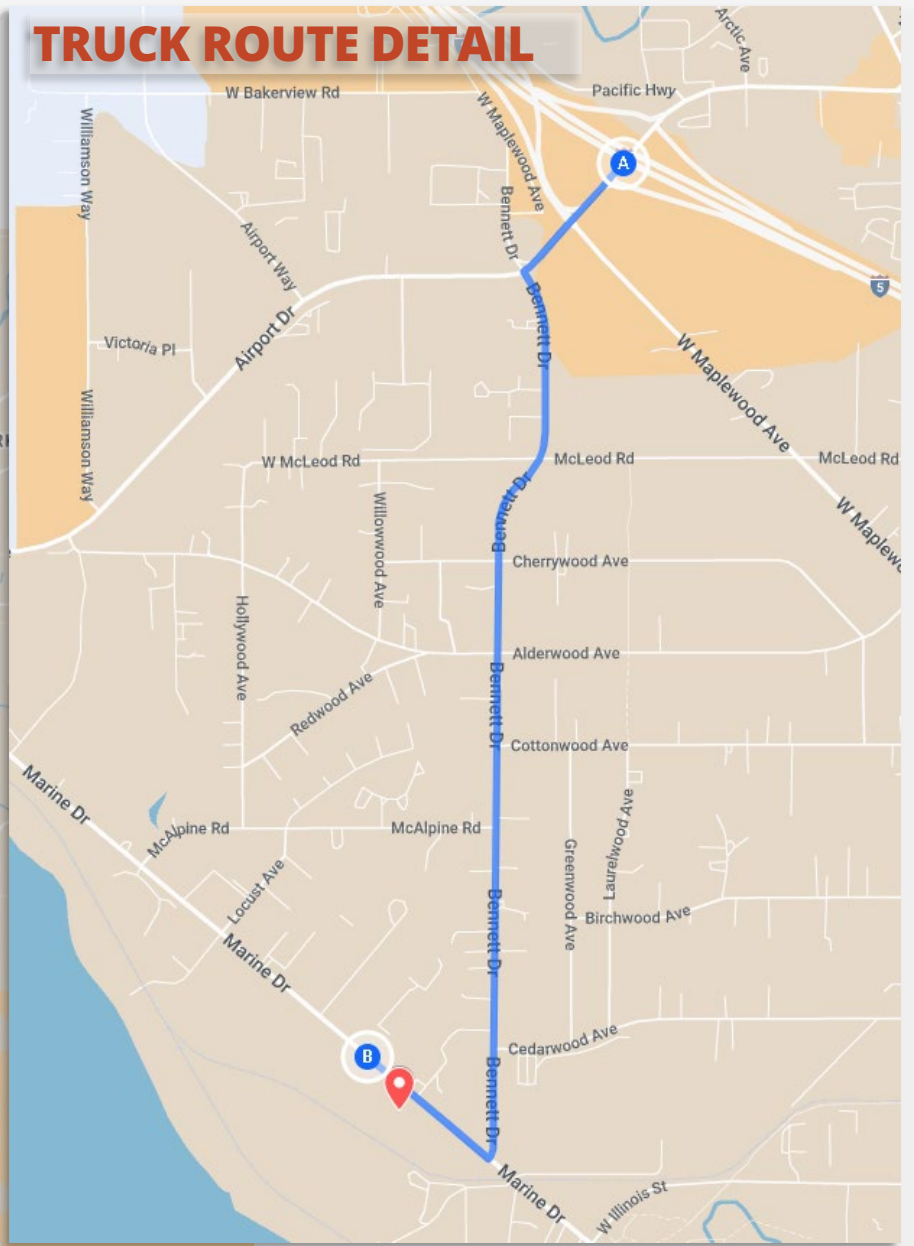 TRUCK ROUTE DETAIL
Arctic Ave
W Bakerview Rd
Pacific Hwy
W Maplewood Ave
Williamson Way
A
Bennett Dr
Airport Way
5
Bennett Dr
Airport Dr
Victoria Pl
W Maplewood Ave
Williamson Way
W McLeod Rd
McLeod Rd
McLeod Rd
Bennett Dr
Willowwood Ave
Cherrywood Ave
Hollywood Ave
Alderwood Ave
Redwood Ave
Bennett Dr
Cottonwood Ave
Marine Dr
McAlpine Rd
McAlpine Rd
Laurelwood Ave
Greenwood Ave
Locust Ave
Birchwood Ave
Bennett Dr
Marine Dr
Cedarwood Ave
B
Bennett Dr
Marine Dr
W Illinois St